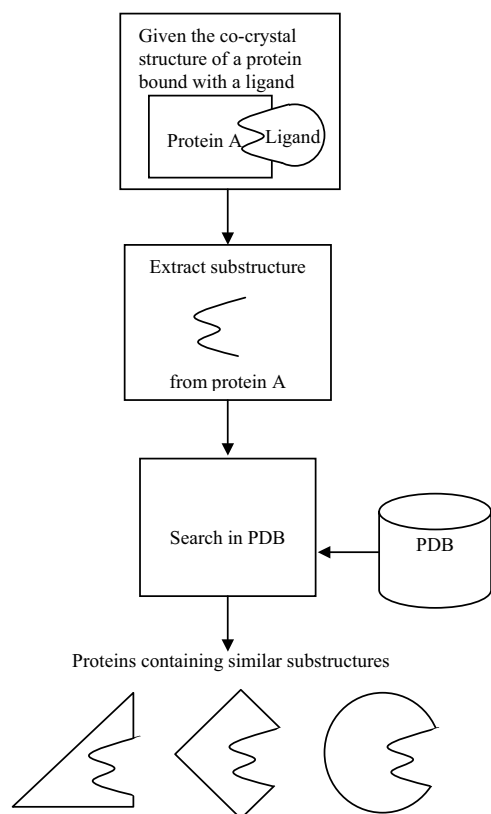 Given the co-crystal
structure of a protein
bound with a ligand
Protein A
Ligand
Extract substructure
from protein A
Search in PDB
PDB
Proteins containing similar substructures